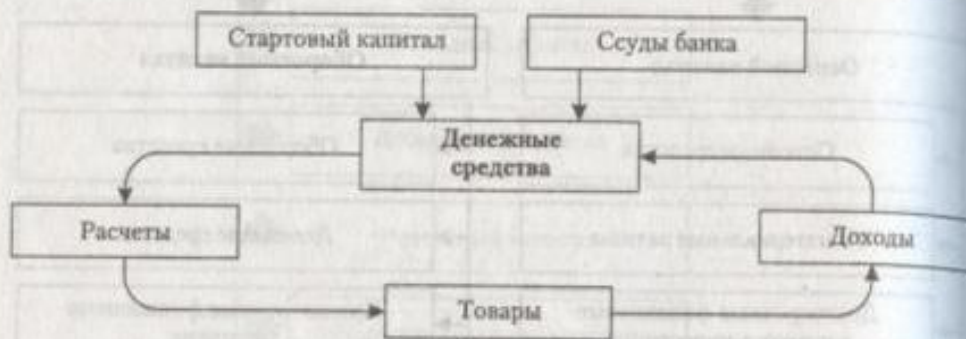 Стартовый капитал
Ссуды банка
Денежные
средства
Расчеты
Доходы
Товары